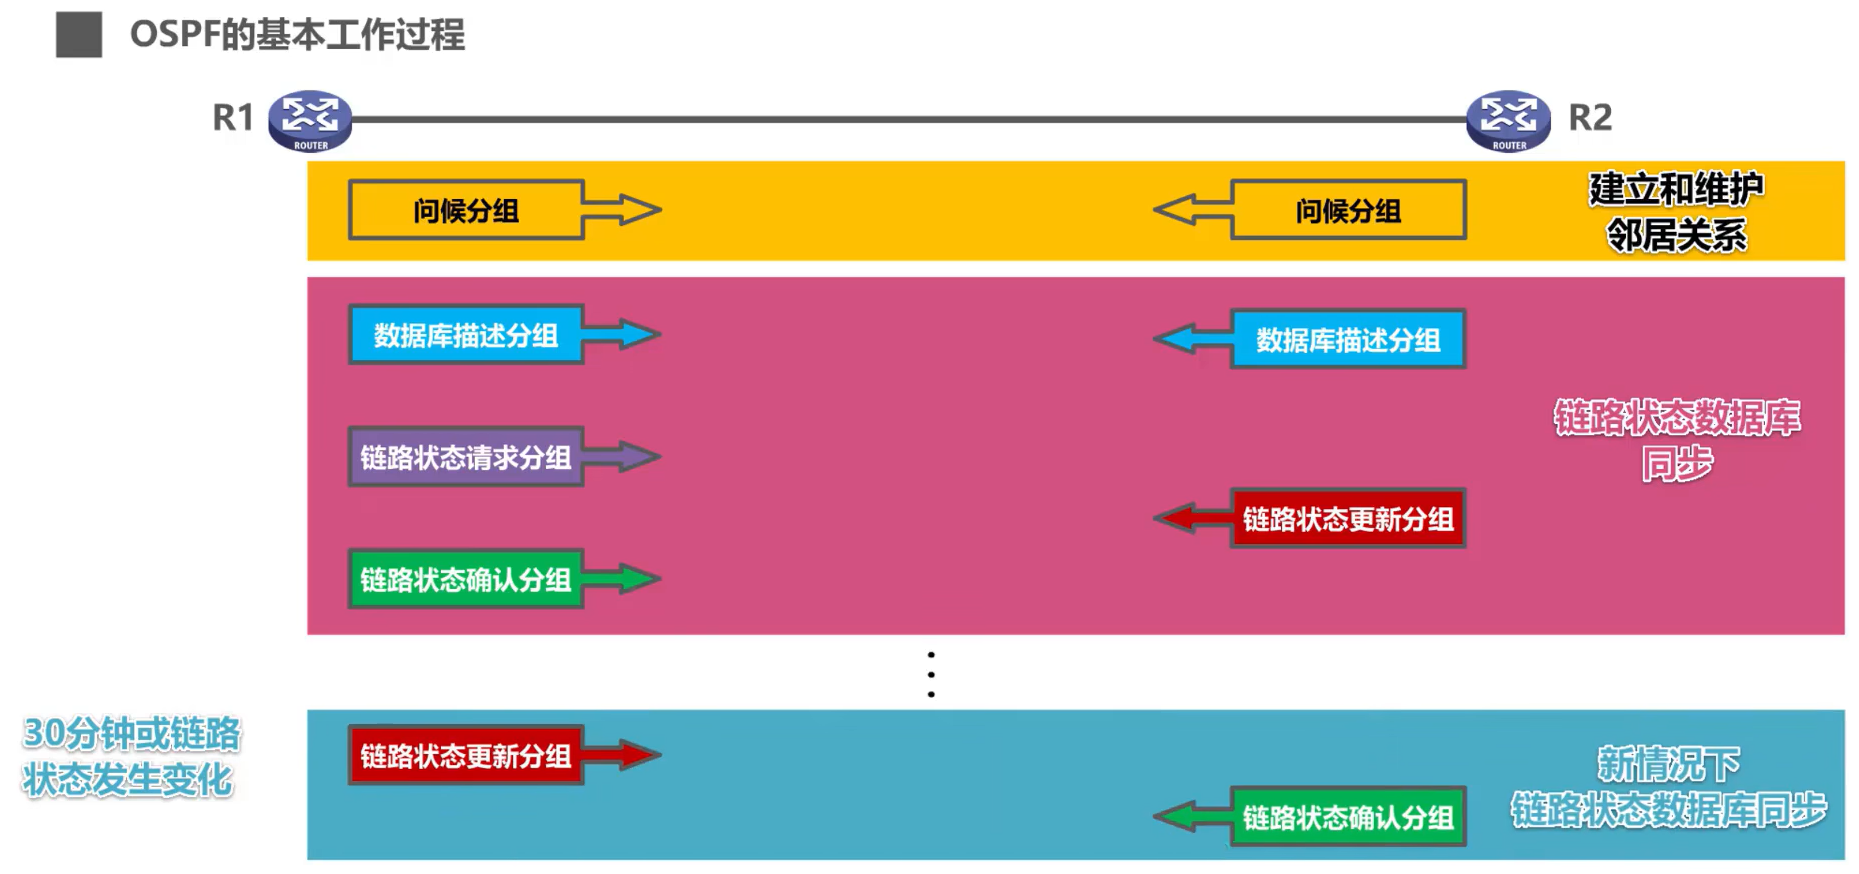 OSPF的基本工作过程
R1
ROUTER
ROUTER
R2
问候分组
问候分组
建立和维护
邻居关系
数据库描述分组
数据库描述分组
链路状态请求分组
链路状态数据库
同步
链路状态更新分组
链路状态确认分组
30分钟或链路
状态发生变化
链路状态更新分组
链路状态确认分组
新情况下
链路状态数据库同步